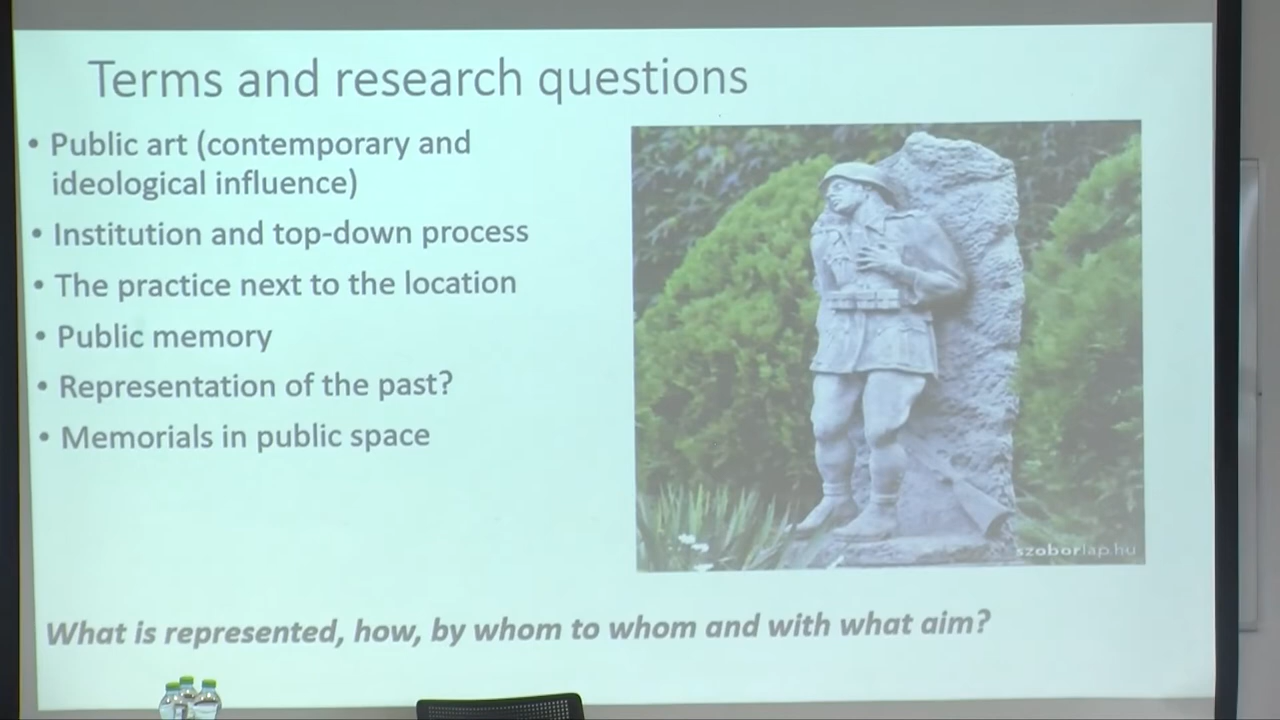 Terms and research questions
• Public art (contemporary and
ideological influence)
• Institution and top-down process
• The practice next to the location
• Public memory
• Representation of the past?
• Memorials in public space
szoborlap.hu
What is represented, how, by whom to whom and with what aim?